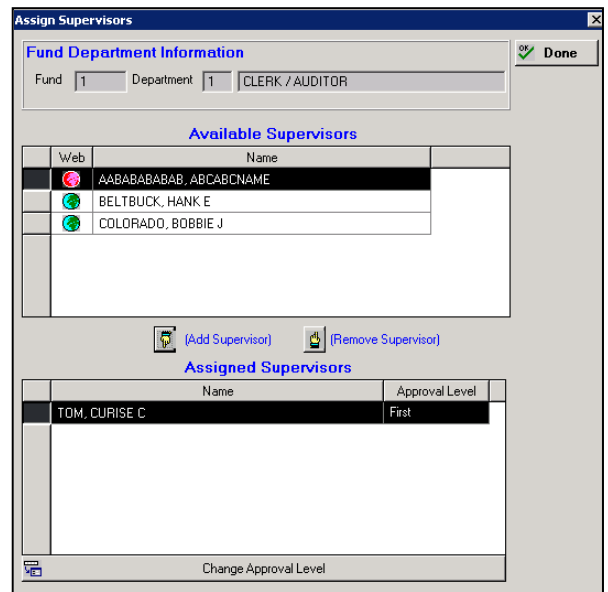 Assign Supervisors
Fund Department Information
OK Done
Fund 1 Department 1 CLERK / AUDITOR
Available Supervisors
Web Name
AABABABABAB, ABCABCNAME
BELTBUCK, HANK E
COLORADO, BOBBIE J
(Add Supervisor) (Remove Supervisor)
Assigned Supervisors
Name Approval Level
TOM, CURISE C First
Change Approval Level